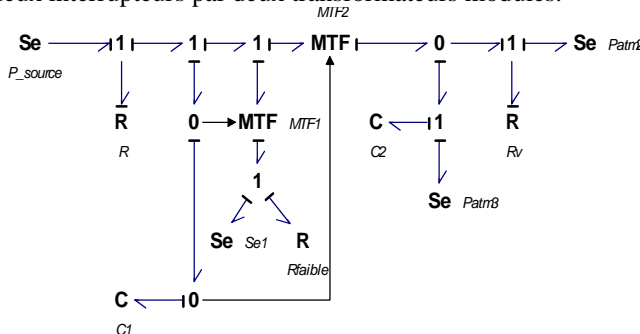 eux interrupteurs par deux transformateurs modulés.
MTF2
Se 1 1 1 MTF 0 1 Se Patm2
P_source
R 0 MTF MTF1 C 1 R
R C2 Rv
1
Se Patm3
Se Se1 R
Rfaible
C 0
C1